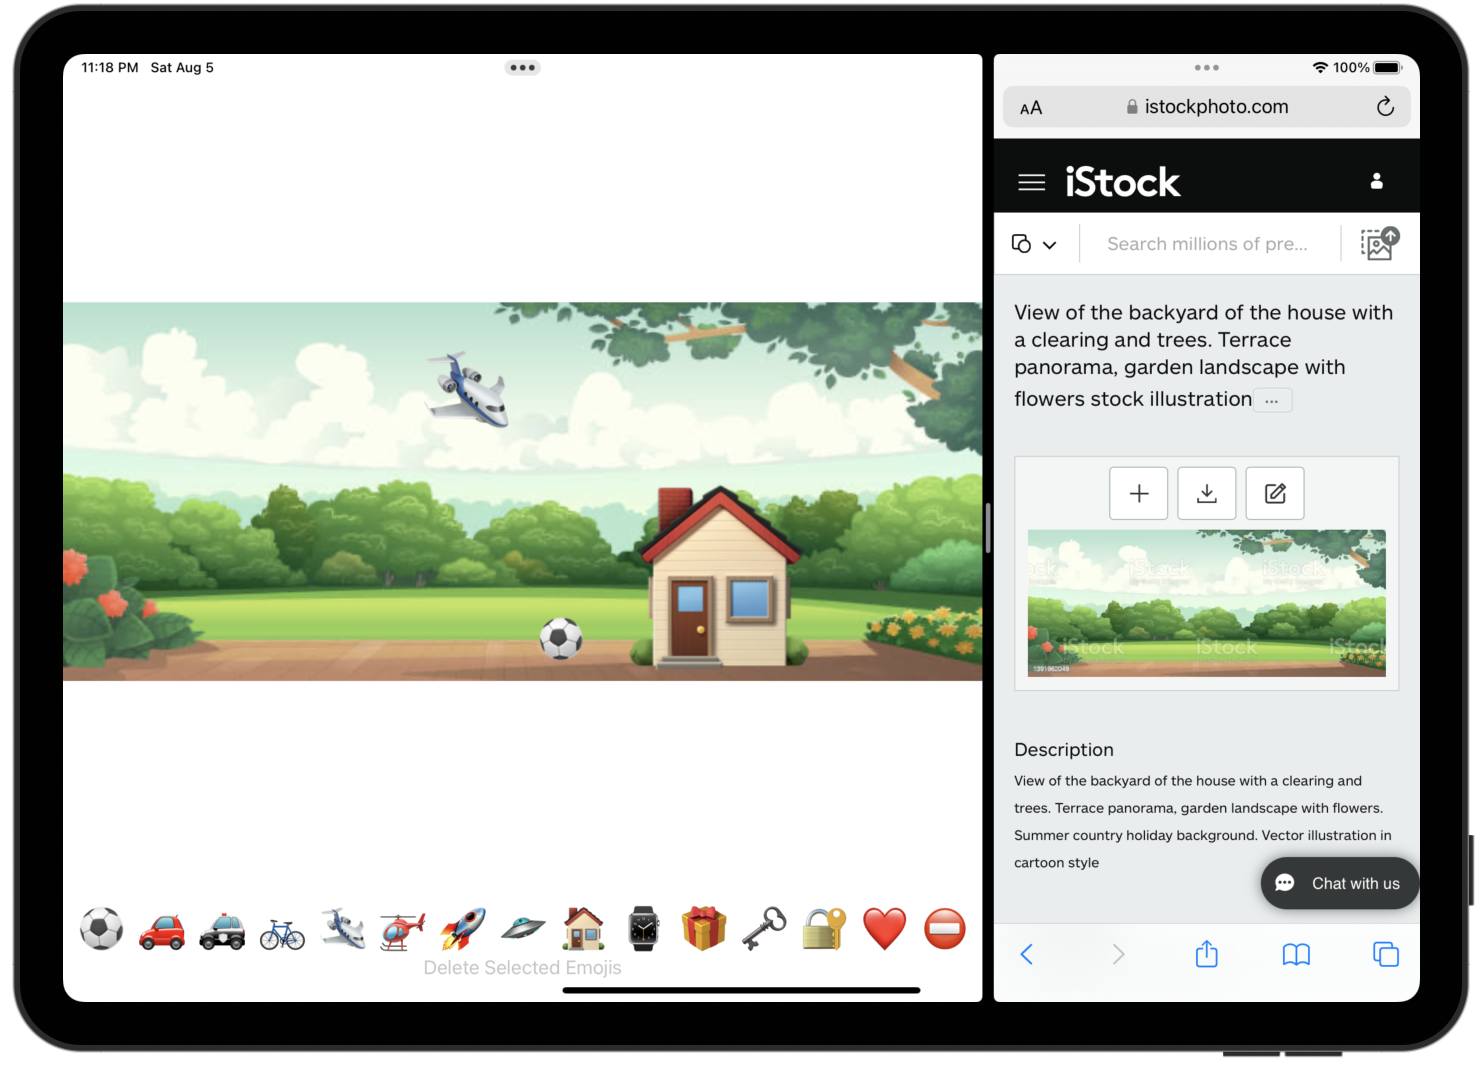 11:18 PM Sat Aug 5
100%
AA
istockphoto.com
iStock
Search millions of pre...
View of the backyard of the house with
a clearing and trees. Terrace
panorama, garden landscape with
flowers stock illustration
iStock
iStock
iStock
iStock
1391960049
Description
View of the backyard of the house with a clearing and
trees. Terrace panorama, garden landscape with flowers.
Summer country holiday background. Vector illustration in
cartoon style
Chat with us
Delete Selected Emojis